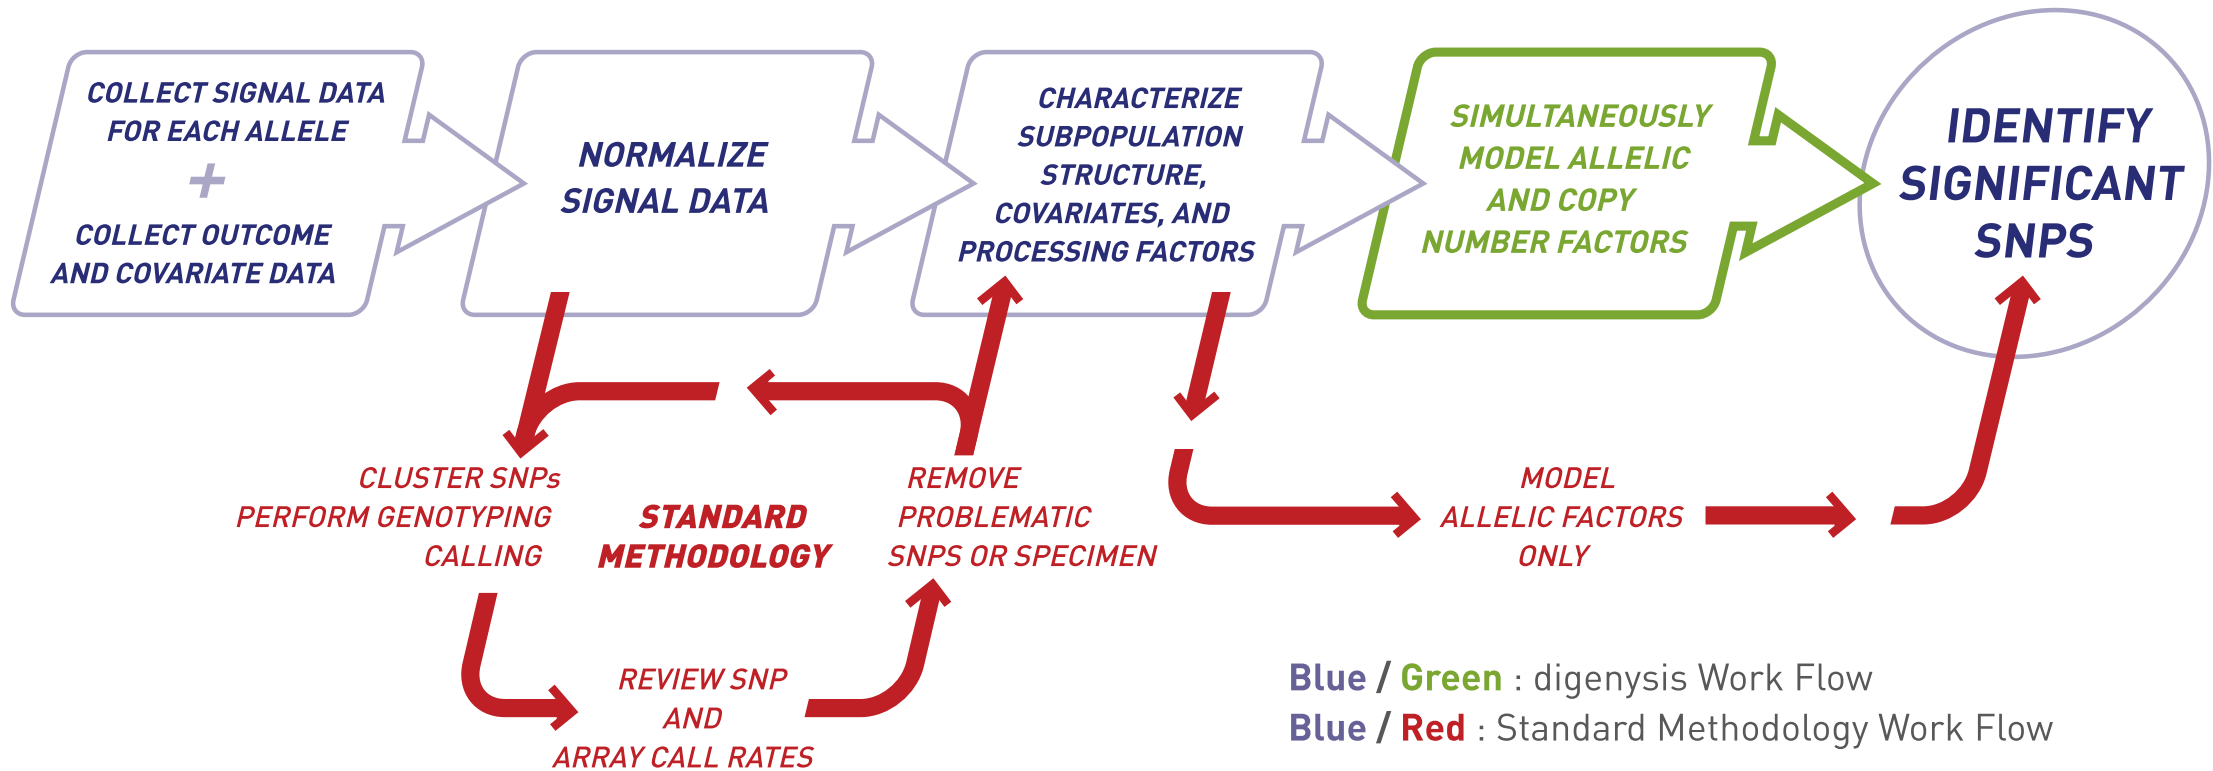 COLLECT SIGNAL DATA
FOR EACH ALLELE
+
COLLECT OUTCOME
AND COVARIATE DATA
NORMALIZE
SIGNAL DATA
CHARACTERIZE
SUBPOPULATION
STRUCTURE,
COVARIATES, AND
PROCESSING FACTORS
SIMULTANEOUSLY
MODEL ALLELIC
AND COPY
NUMBER FACTORS
IDENTIFY
SIGNIFICANT
SNPS
CLUSTER SNPs
PERFORM GENOTYPING
CALLING
STANDARD
METHODOLOGY
REMOVE
PROBLEMATIC
SNPS OR SPECIMEN
MODEL
ALLELIC FACTORS
ONLY
REVIEW SNP
AND
ARRAY CALL RATES
Blue / Green : digenysis Work Flow
Blue / Red : Standard Methodology Work Flow